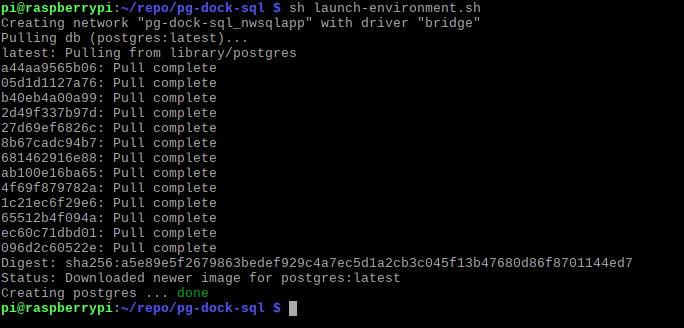 pi@raspberrypi:~/repo/pg-dock-sql $ sh launch-environment.sh
Creating network "pg-dock-sql_nwsqlapp" with driver "bridge"
Pulling db (postgres:latest)...
latest: Pulling from library/postgres
a44aa9565b06: Pull complete
05d1d1127a76: Pull complete
b40eb4a00a99: Pull complete
2d49f337b97d: Pull complete
27d69ef6826c: Pull complete
8b67cadc94b7: Pull complete
681462916e88: Pull complete
ab100e16ba65: Pull complete
4f69f879782a: Pull complete
1c21ec6f29e6: Pull complete
65512b4f094a: Pull complete
ec60c71dbd01: Pull complete
096d2c60522e: Pull complete
Digest: sha256:a5e89e5f2679863bedef929c4a7ec5d1a2cb3c045f13b47680d86f8701144ed7
Status: Downloaded newer image for postgres:latest
Creating postgres ... done
pi@raspberrypi:~/repo/pg-dock-sql $